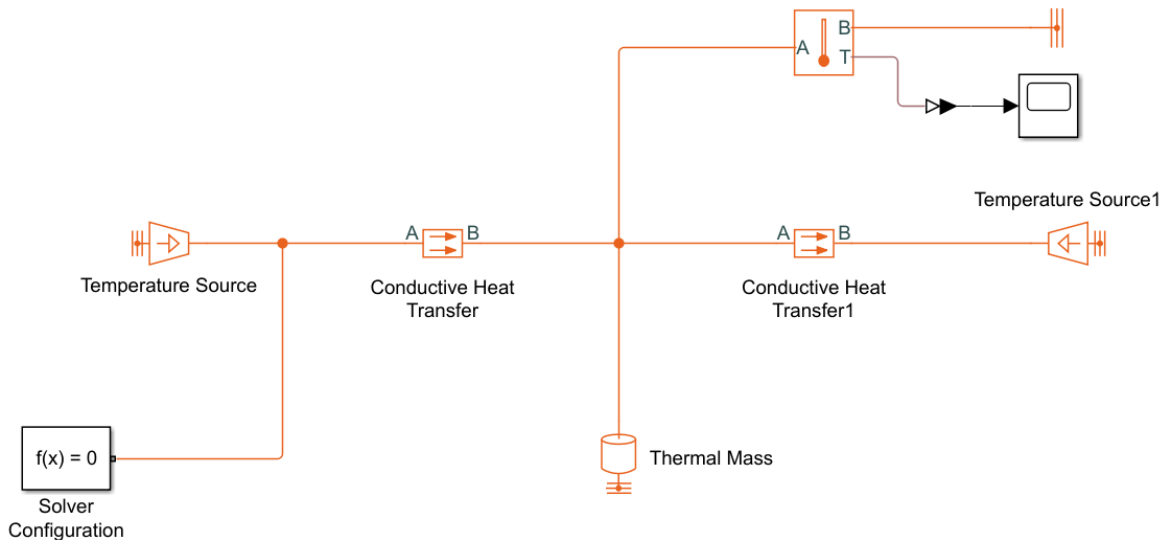 B
A
T
Temperature Source1
A
B
A
B
Temperature Source
Conductive Heat
Transfer
Conductive Heat
Transfer1
f(x) = 0
Thermal Mass
Solver
Configuration